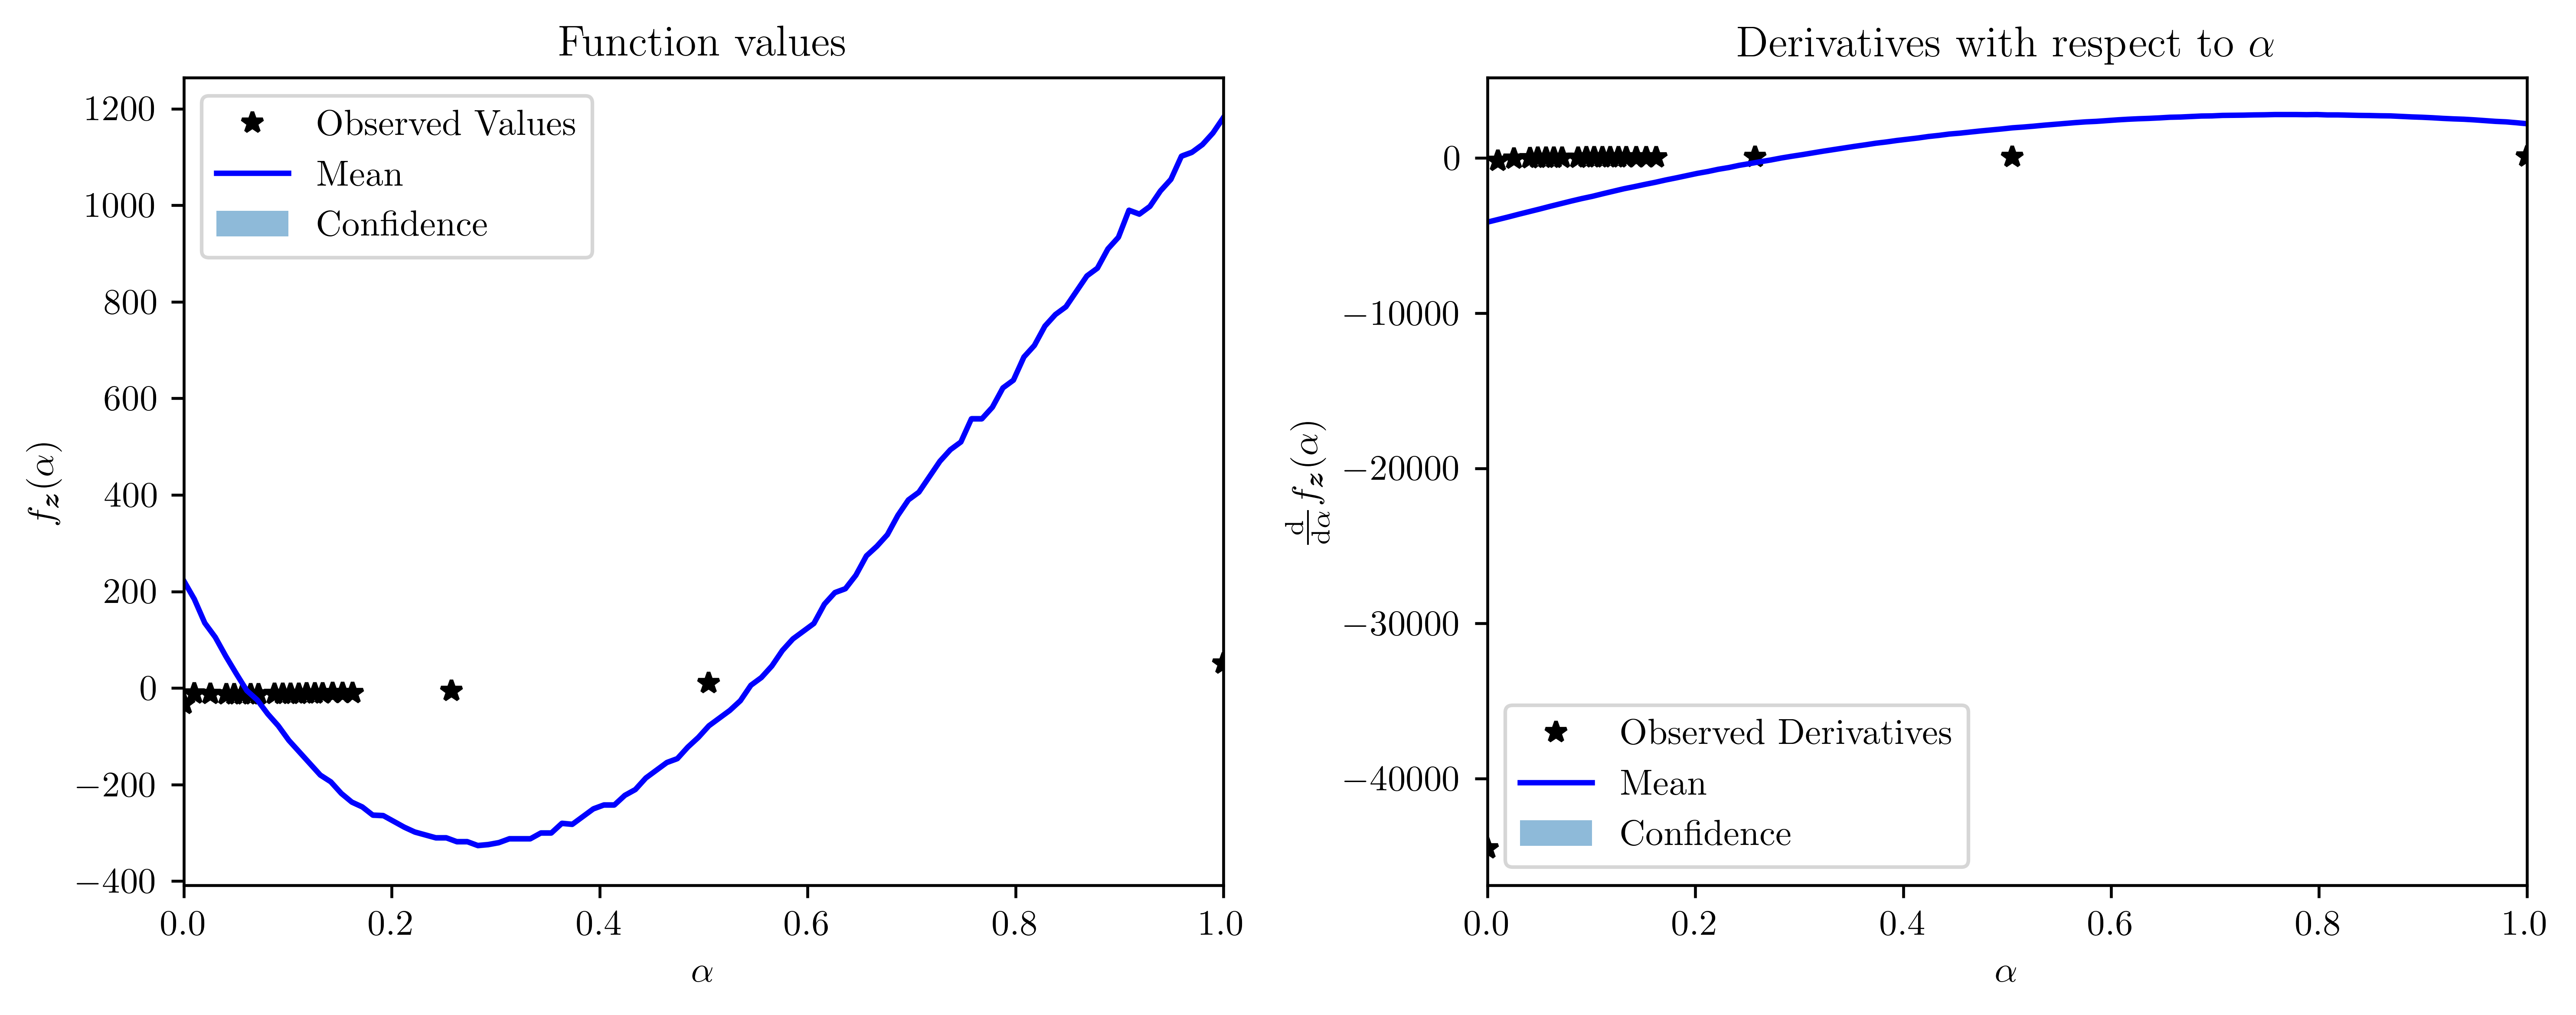 Function values
1200
1000
800
600
400
200
0
−200
−400
f_z(α)
Observed Values
Mean
Confidence
0.0 0.2 0.4 0.6 0.8 1.0
α
Derivatives with respect to α
0
−10000
−20000
−30000
−40000
d/dα f_z(α)
Observed Derivatives
Mean
Confidence
0.0 0.2 0.4 0.6 0.8 1.0
α